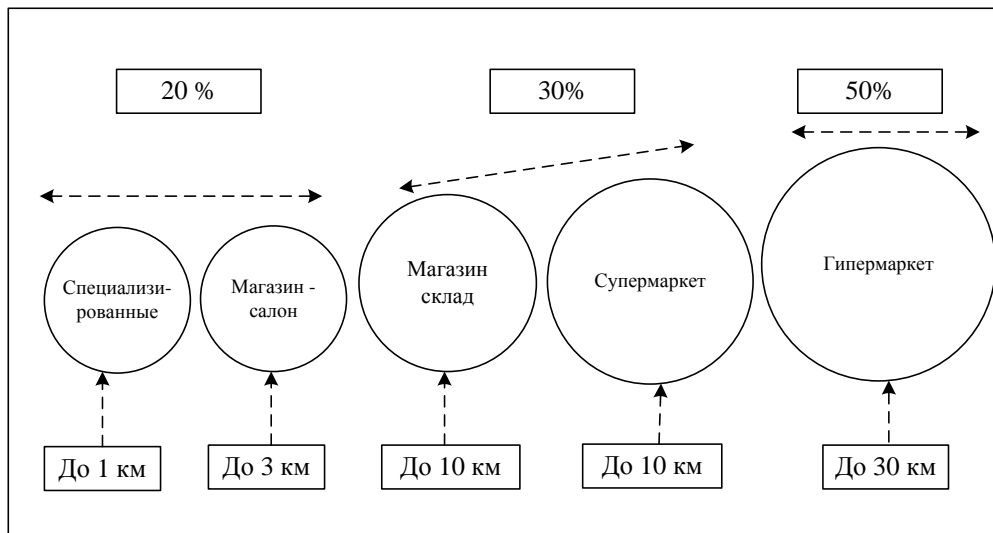 20 %
30%
50%
Специализи-
рованные
Магазин -
салон
Магазин
склад
Супермаркет
Гипермаркет
До 1 км
До 3 км
До 10 км
До 10 км
До 30 км